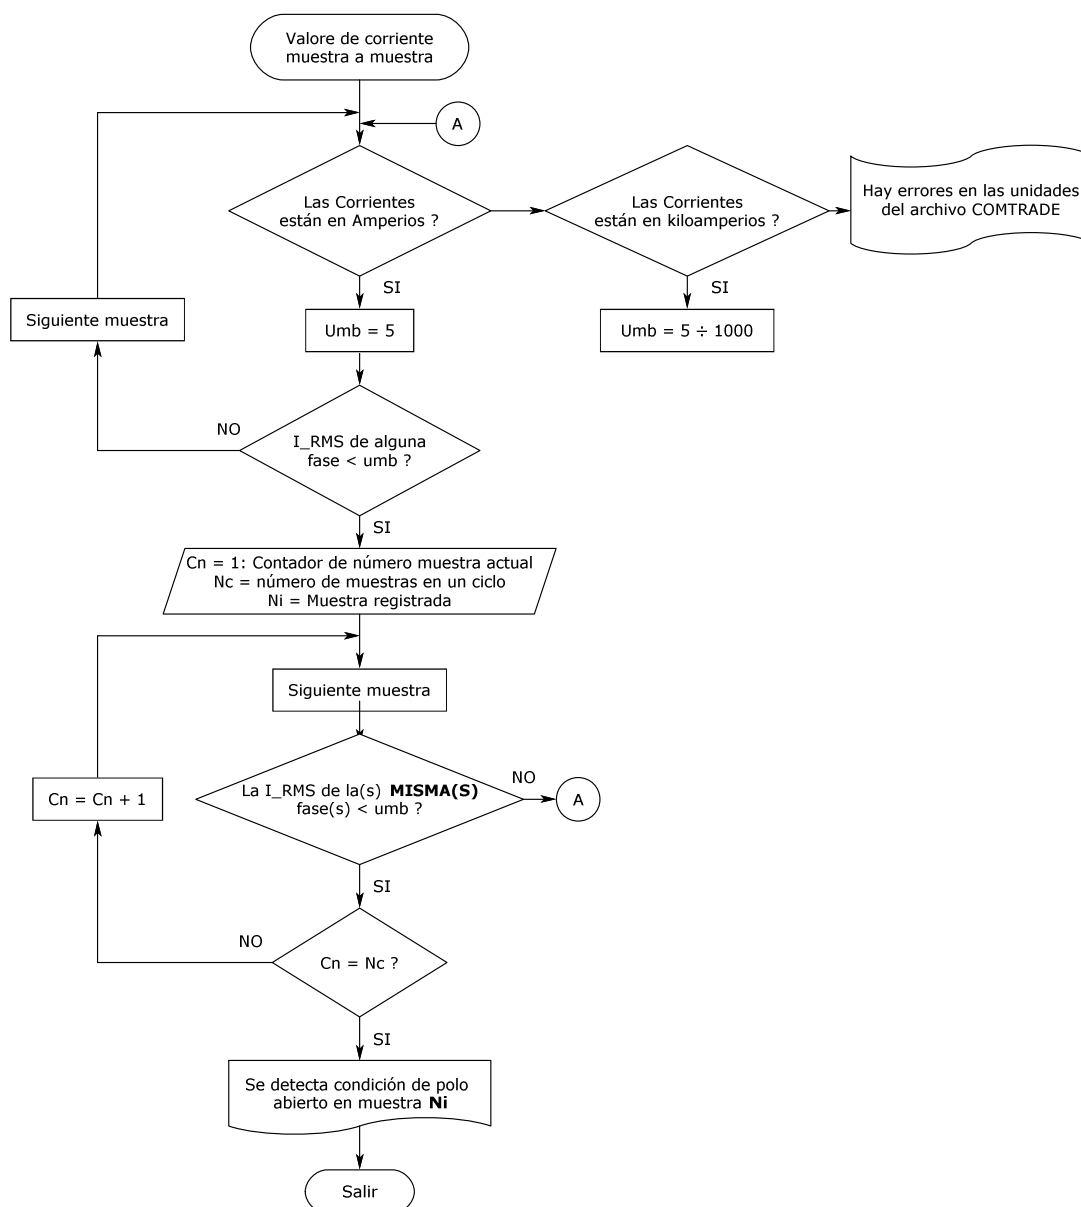 Valore de corriente
muestra a muestra
A
Las Corrientes
están en Amperios ?
Las Corrientes
están en kiloamperios ?
Hay errores en las unidades
del archivo COMTRADE
SI
SI
Siguiente muestra
Umb = 5
Umb = 5 ÷ 1000
NO
I_RMS de alguna
fase < umb ?
SI
Cn = 1: Contador de número muestra actual
Nc = número de muestras en un ciclo
Ni = Muestra registrada
Siguiente muestra
Cn = Cn + 1
La I_RMS de la(s) MISMA(S)
fase(s) < umb ?
NO
A
SI
NO
Cn = Nc ?
SI
Se detecta condición de polo
abierto en muestra Ni
Salir